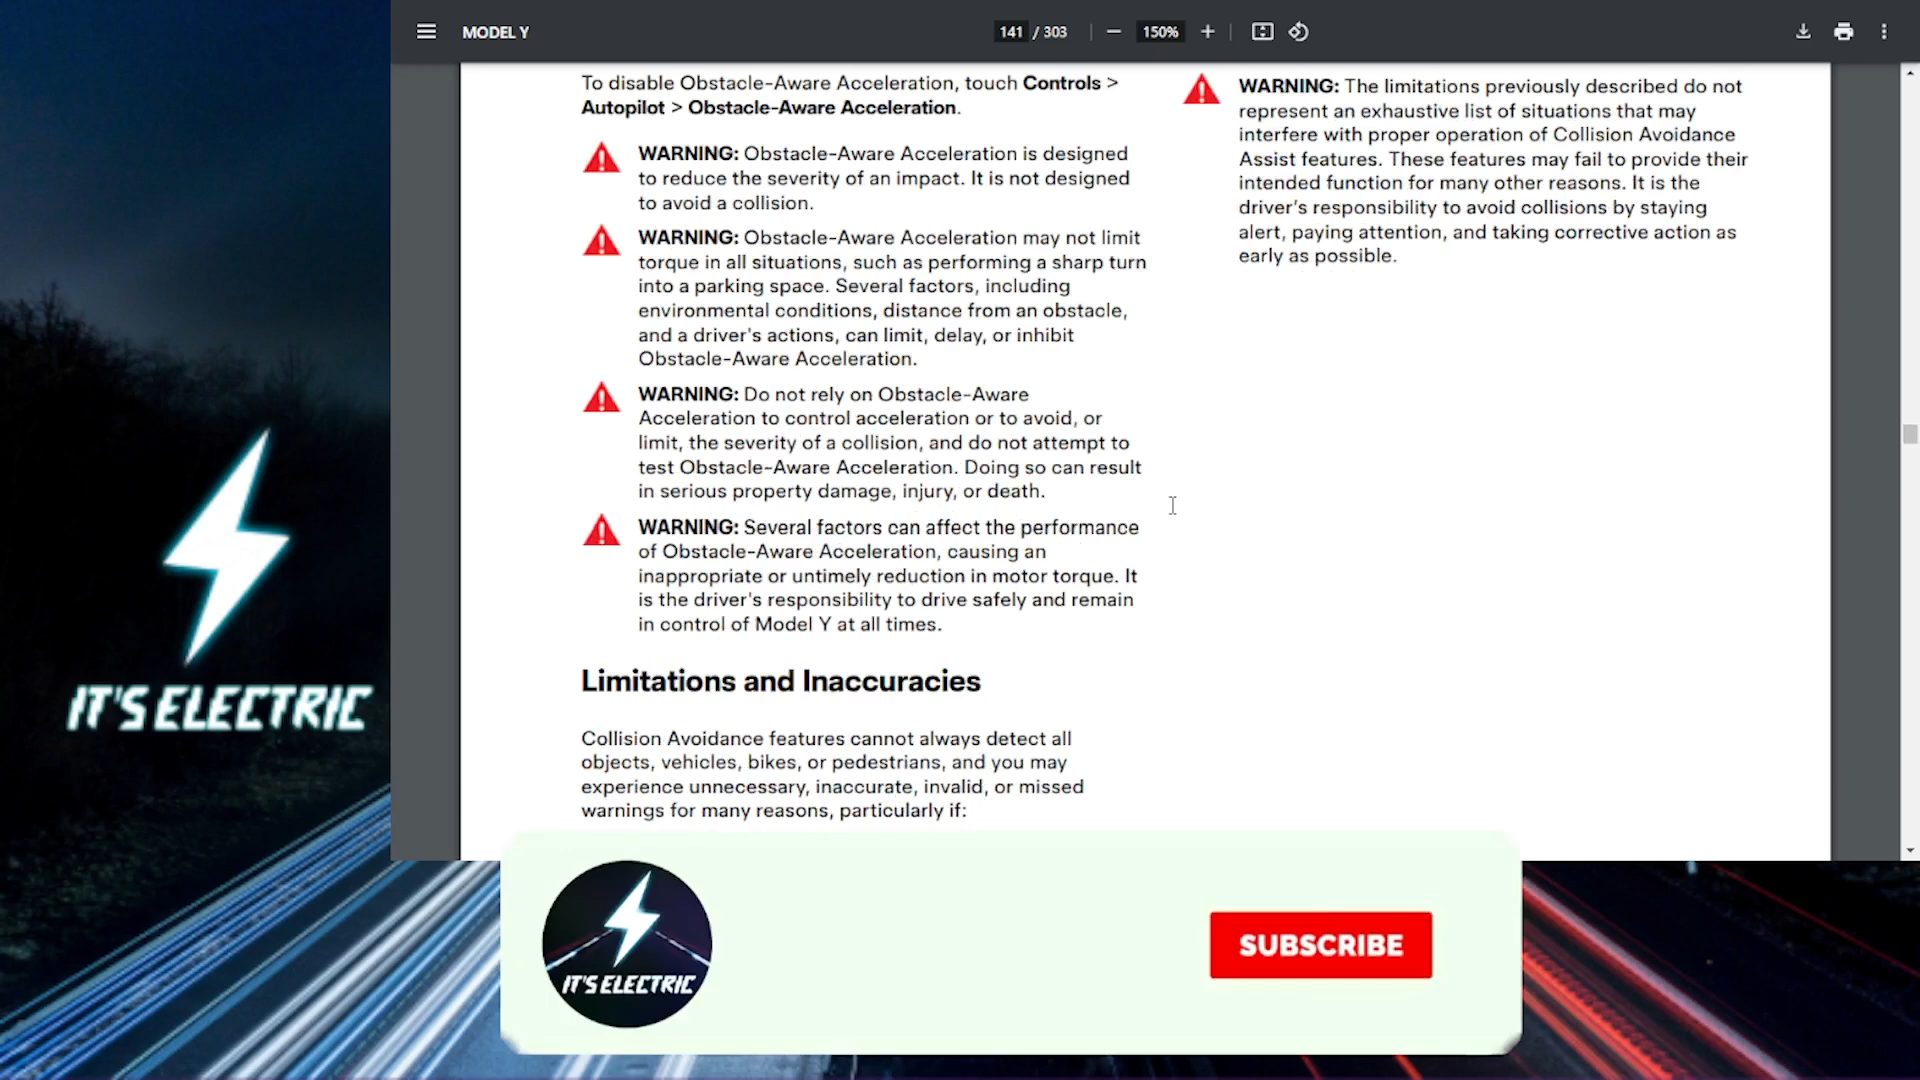 MODEL Y
141 / 303
150%
To disable Obstacle-Aware Acceleration, touch Controls >
Autopilot > Obstacle-Aware Acceleration.
WARNING: Obstacle-Aware Acceleration is designed
to reduce the severity of an impact. It is not designed
to avoid a collision.
WARNING: Obstacle-Aware Acceleration may not limit
torque in all situations, such as performing a sharp turn
into a parking space. Several factors, including
environmental conditions, distance from an obstacle,
and a driver's actions, can limit, delay, or inhibit
Obstacle-Aware Acceleration.
WARNING: Do not rely on Obstacle-Aware
Acceleration to control acceleration or to avoid, or
limit, the severity of a collision, and do not attempt to
test Obstacle-Aware Acceleration. Doing so can result
in serious property damage, injury, or death.
WARNING: Several factors can affect the performance
of Obstacle-Aware Acceleration, causing an
inappropriate or untimely reduction in motor torque. It
is the driver's responsibility to drive safely and remain
in control of Model Y at all times.
Limitations and Inaccuracies
Collision Avoidance features cannot always detect all
objects, vehicles, bikes, or pedestrians, and you may
experience unnecessary, inaccurate, invalid, or missed
warnings for many reasons, particularly if:
WARNING: The limitations previously described do not
represent an exhaustive list of situations that may
interfere with proper operation of Collision Avoidance
Assist features. These features may fail to provide their
intended function for many other reasons. It is the
driver's responsibility to avoid collisions by staying
alert, paying attention, and taking corrective action as
early as possible.
IT'S ELECTRIC
IT'S ELECTRIC
SUBSCRIBE